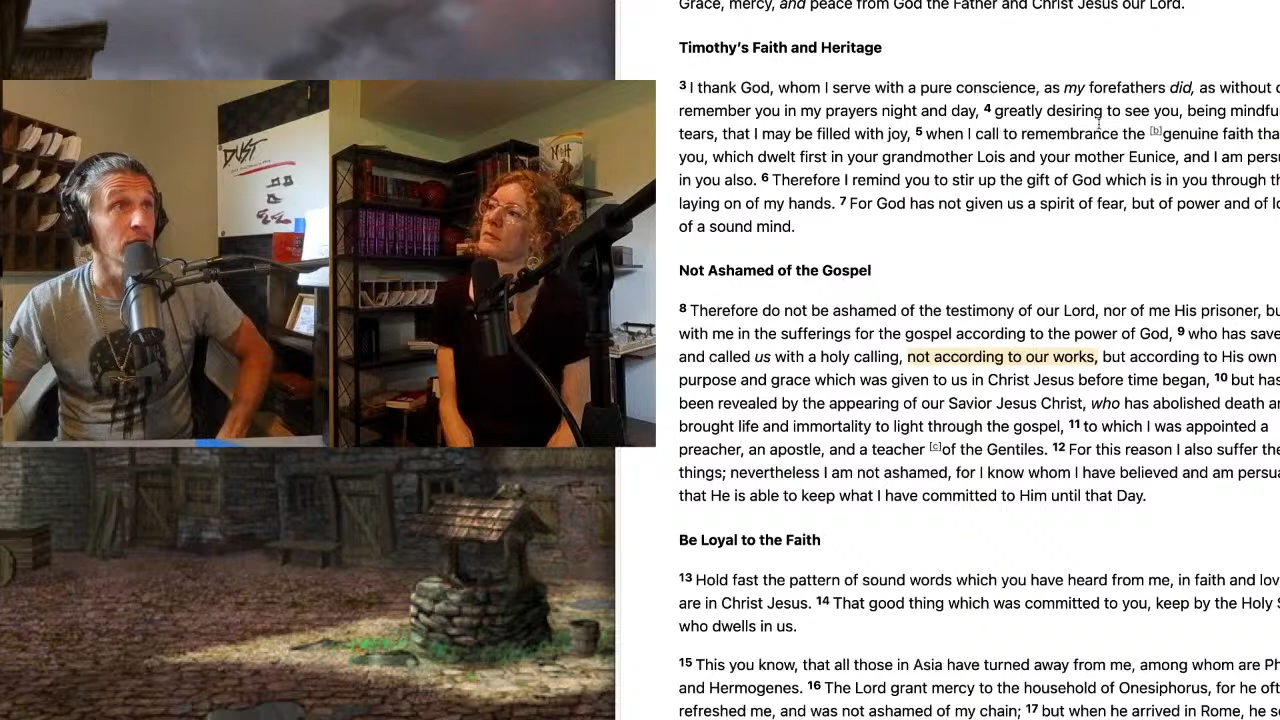 Grace, mercy, and peace from God the Father and Christ Jesus our Lord.
Timothy's Faith and Heritage
3 I thank God, whom I serve with a pure conscience, as my forefathers did, as without
remember you in my prayers night and day, 4 greatly desiring to see you, being mindfu
tears, that I may be filled with joy, 5 when I call to remembrance the [b]genuine faith tha
you, which dwelt first in your grandmother Lois and your mother Eunice, and I am pers
in you also. 6 Therefore I remind you to stir up the gift of God which is in you through th
laying on of my hands. 7 For God has not given us a spirit of fear, but of power and of lo
of a sound mind.
Not Ashamed of the Gospel
8 Therefore do not be ashamed of the testimony of our Lord, nor of me His prisoner, bu
with me in the sufferings for the gospel according to the power of God, 9 who has save
and called us with a holy calling, not according to our works, but according to His own
purpose and grace which was given to us in Christ Jesus before time began, 10 but has
been revealed by the appearing of our Savior Jesus Christ, who has abolished death an
brought life and immortality to light through the gospel, 11 to which I was appointed a
preacher, an apostle, and a teacher [c]of the Gentiles. 12 For this reason I also suffer the
things; nevertheless I am not ashamed, for I know whom I have believed and am persua
that He is able to keep what I have committed to Him until that Day.
Be Loyal to the Faith
13 Hold fast the pattern of sound words which you have heard from me, in faith and lov
are in Christ Jesus. 14 That good thing which was committed to you, keep by the Holy S
who dwells in us.
15 This you know, that all those in Asia have turned away from me, among whom are Ph
and Hermogenes. 16 The Lord grant mercy to the household of Onesiphorus, for he oft
refreshed me, and was not ashamed of my chain; 17 but when he arrived in Rome, he s
DUST